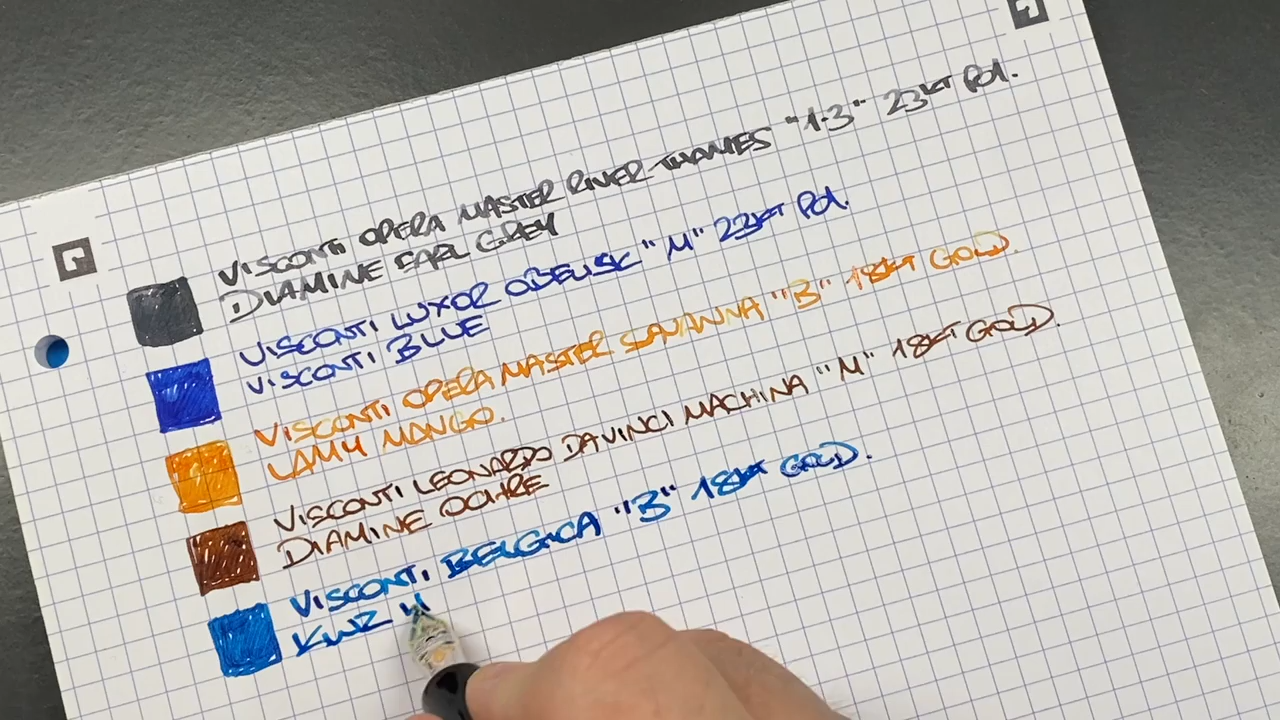 VISCONTI OPERA MASTER RIVER THAMES "1.3" 23KT Pd.
DIAMINE EARL GREY
VISCONTI LUXOR OBELISK "M" 23KT Pd.
VISCONTI BLUE
VISCONTI OPERA MASTER SAVANNA "B" 18KT GOLD.
LAMY MANGO.
VISCONTI LEONARDO DA VINCI MACHINA "M" 18KT GOLD.
DIAMINE OCHRE
VISCONTI BELGICA "B" 18KT GOLD.
KWZ